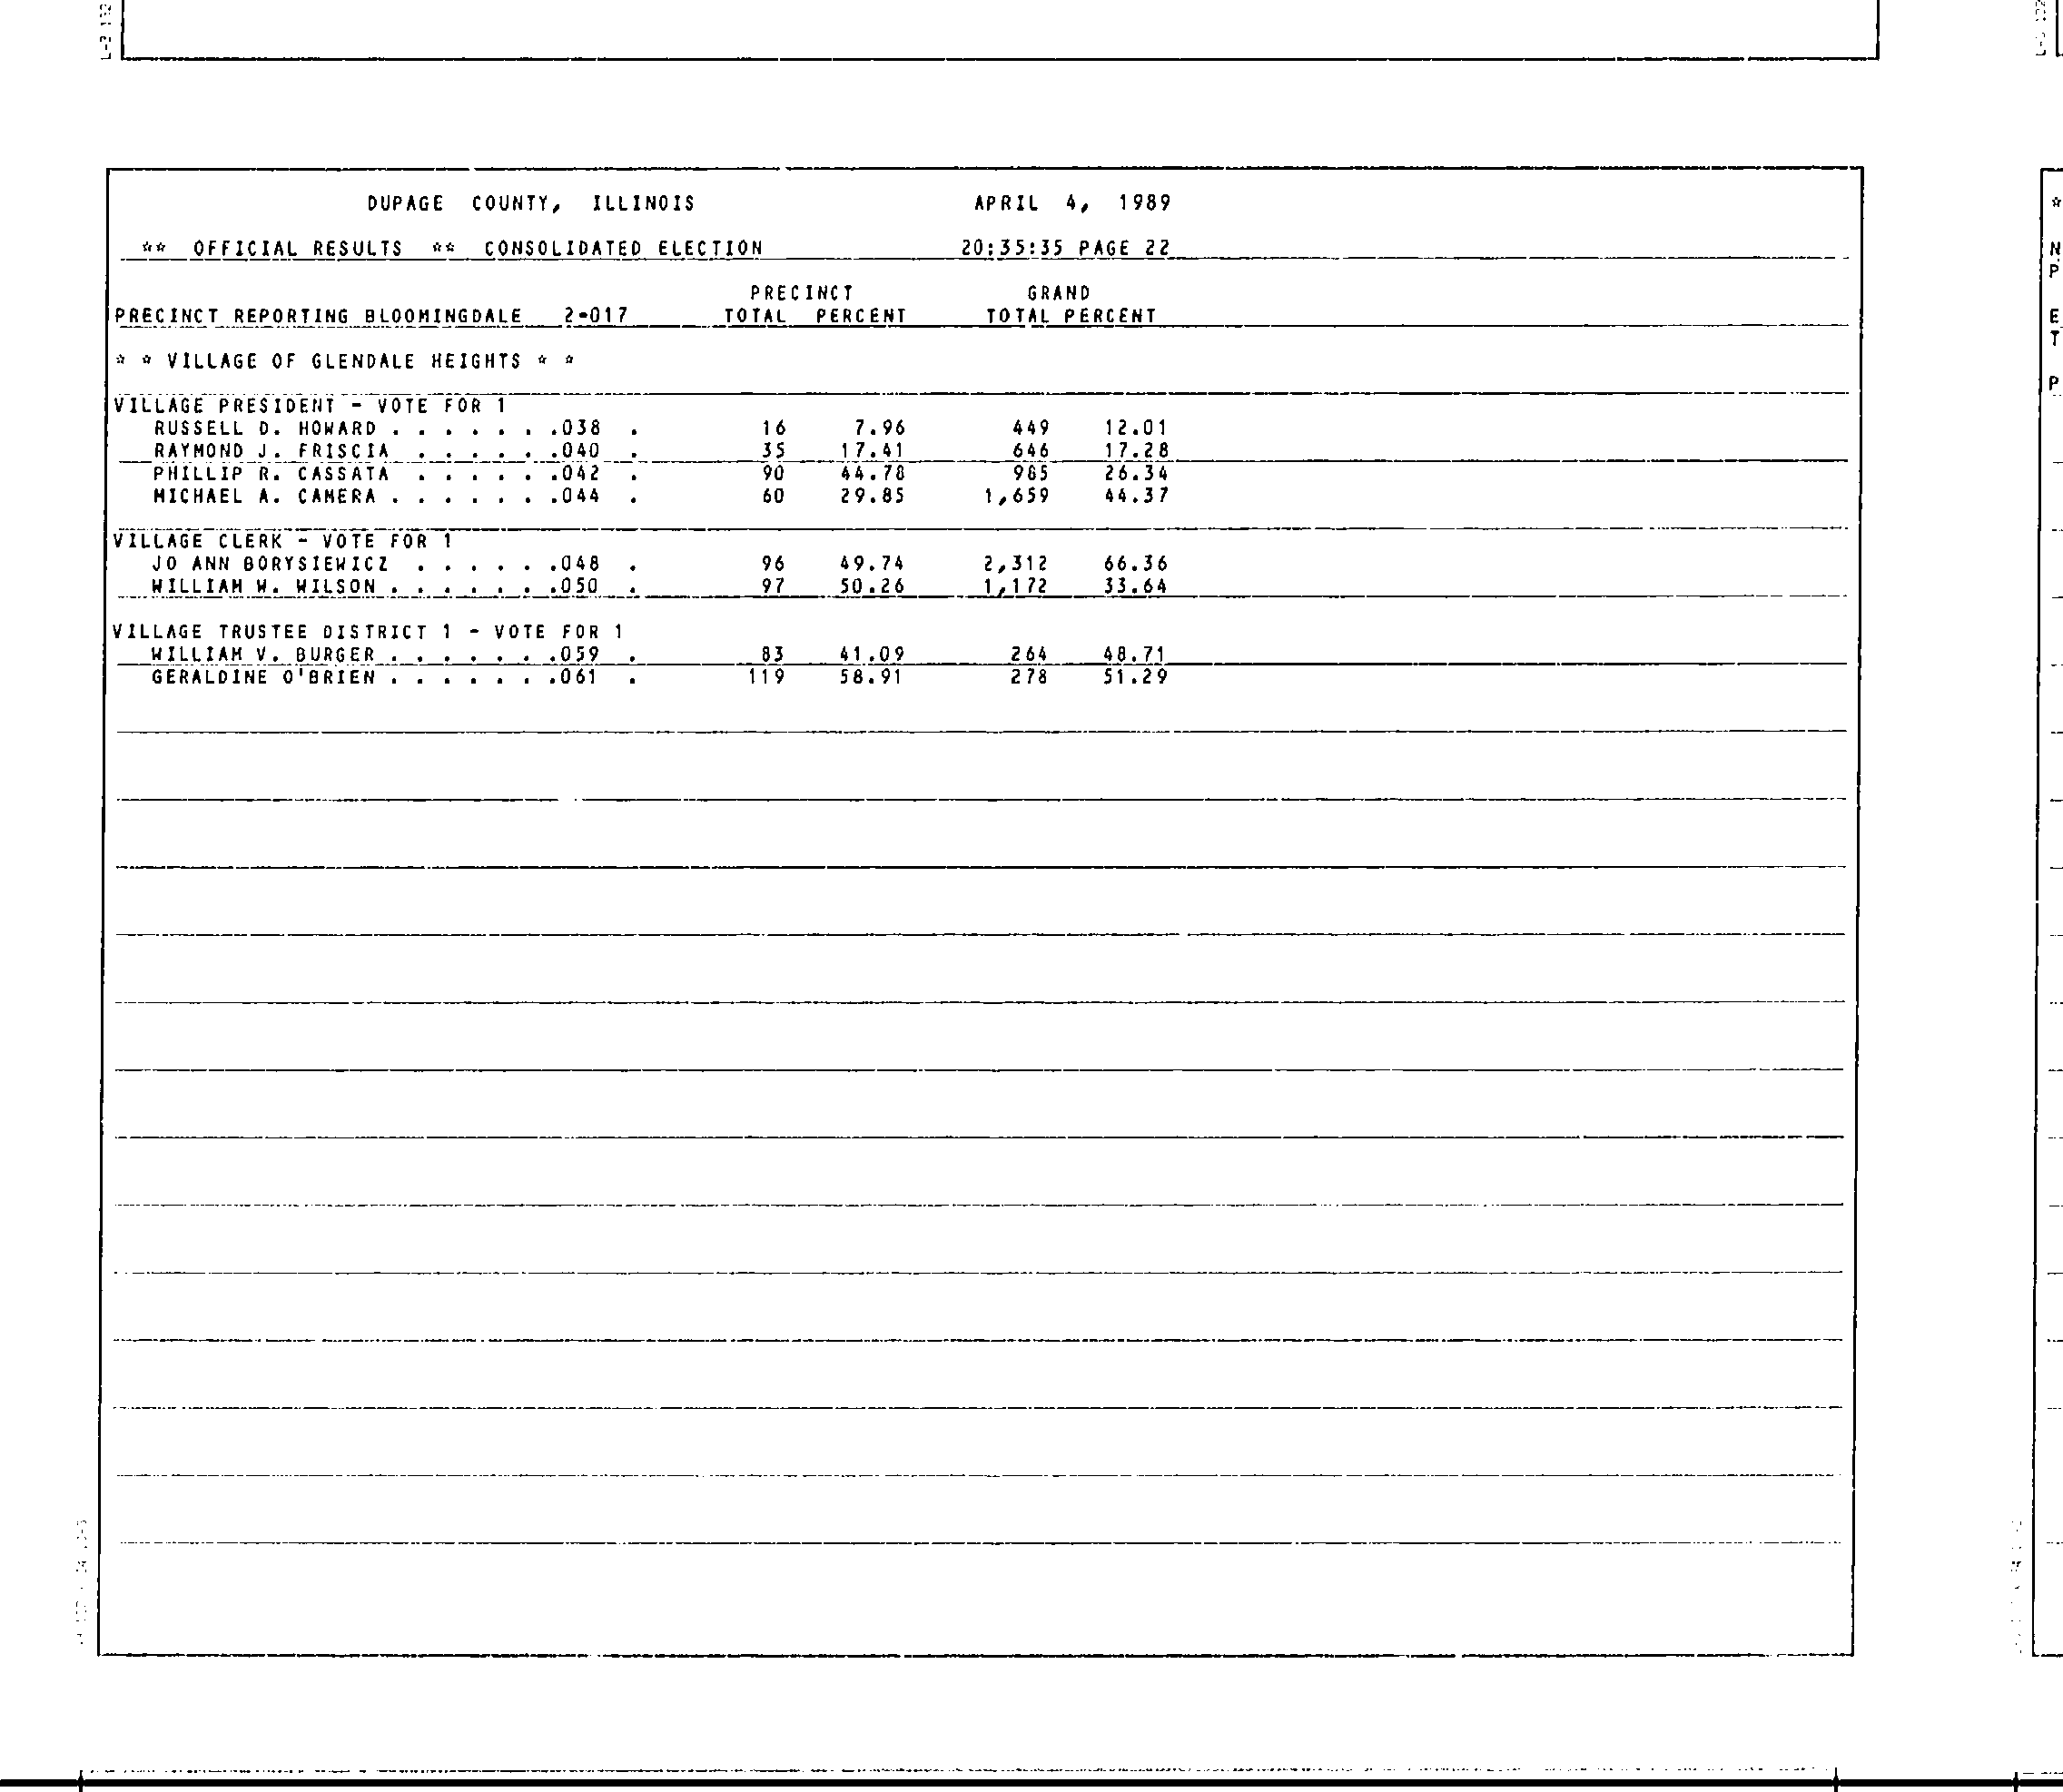 DUPAGE COUNTY, ILLINOIS APRIL 4, 1989
** OFFICIAL RESULTS ** CONSOLIDATED ELECTION 20:35:35 PAGE 22
PRECINCT GRAND
PRECINCT REPORTING BLOOMINGDALE 2-017 TOTAL PERCENT TOTAL PERCENT
* * VILLAGE OF GLENDALE HEIGHTS * *
VILLAGE PRESIDENT - VOTE FOR 1
RUSSELL D. HOWARD . . . . . . .038 . 16 7.96 449 12.01
RAYMOND J. FRISCIA . . . . . .040 . 35 17.41 646 17.28
PHILLIP R. CASSATA . . . . . .042 . 90 44.78 985 26.34
MICHAEL A. CAMERA . . . . . . .044 . 60 29.85 1,659 44.37
VILLAGE CLERK - VOTE FOR 1
JO ANN BORYSIEWICZ . . . . . .048 . 96 49.74 2,312 66.36
WILLIAM W. WILSON . . . . . . .050 . 97 50.26 1,172 33.64
VILLAGE TRUSTEE DISTRICT 1 - VOTE FOR 1
WILLIAM V. BURGER . . . . . . .059 . 83 41.09 264 48.71
GERALDINE O'BRIEN . . . . . . .061 . 119 58.91 278 51.29